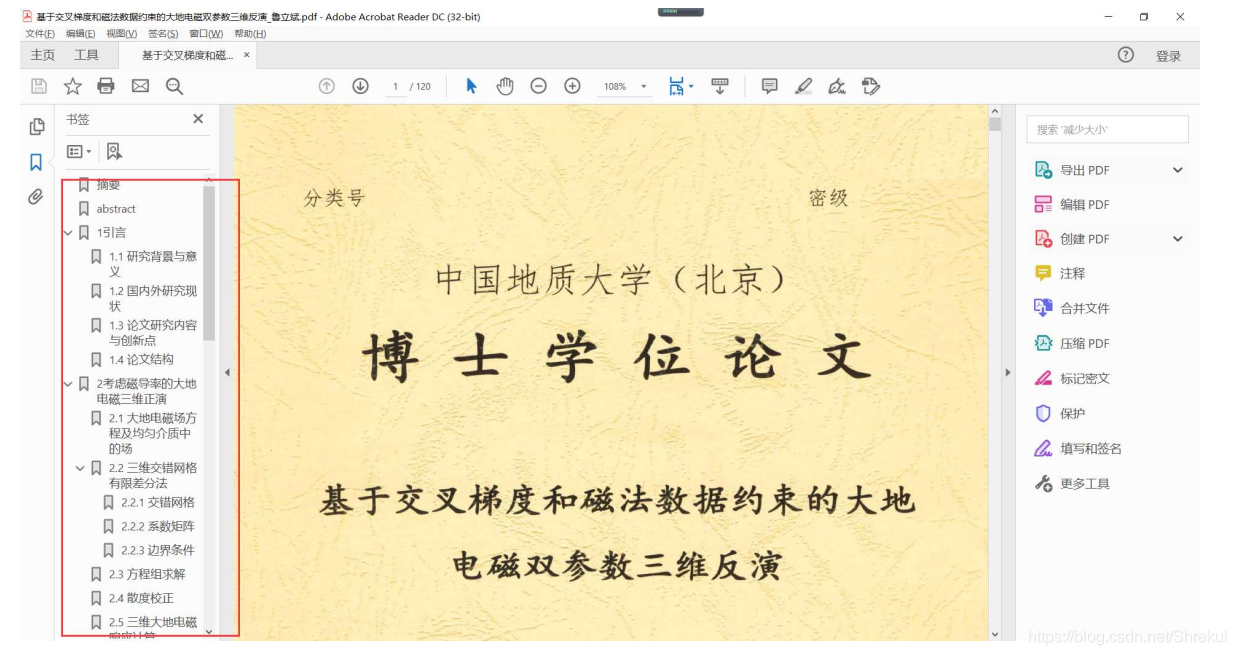 基于交叉梯度和磁法数据约束的大地电磁双参数三维反演_鲁立斌.pdf - Adobe Acrobat Reader DC (32-bit)
文件(F) 编辑(E) 视图(V) 签名(S) 窗口(W) 帮助(H)
主页 工具 基于交叉梯度和磁... × 登录
1 / 120 108%
书签
摘要
abstract
1引言
1.1 研究背景与意
义
1.2 国内外研究现
状
1.3 论文研究内容
与创新点
1.4 论文结构
2考虑磁导率的大地
电磁三维正演
2.1 大地电磁场方
程及均匀介质中
的场
2.2 三维交错网格
有限差分法
2.2.1 交错网格
2.2.2 系数矩阵
2.2.3 边界条件
2.3 方程组求解
2.4 散度校正
2.5 三维大地电磁
响应计算
分类号 密级
中国地质大学（北京）
博士学位论文
基于交叉梯度和磁法数据约束的大地
电磁双参数三维反演
搜索 '减少大小'
导出 PDF
编辑 PDF
创建 PDF
注释
合并文件
压缩 PDF
标记密文
保护
填写和签名
更多工具
https://blog.csdn.net/Shrekul